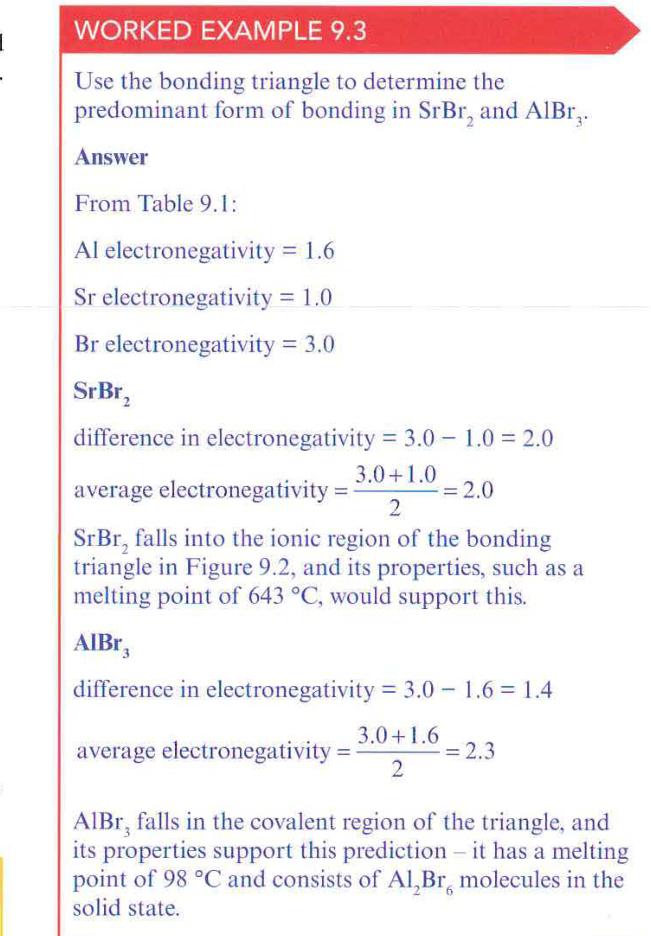 WORKED EXAMPLE 9.3
Use the bonding triangle to determine the
predominant form of bonding in SrBr₂ and AlBr₃.
Answer
From Table 9.1:
Al electronegativity = 1.6
Sr electronegativity = 1.0
Br electronegativity = 3.0
SrBr₂
difference in electronegativity = 3.0 − 1.0 = 2.0
average electronegativity = (3.0+1.0)/2 = 2.0
SrBr₂ falls into the ionic region of the bonding
triangle in Figure 9.2, and its properties, such as a
melting point of 643 °C, would support this.
AlBr₃
difference in electronegativity = 3.0 − 1.6 = 1.4
average electronegativity = (3.0+1.6)/2 = 2.3
AlBr₃ falls in the covalent region of the triangle, and
its properties support this prediction – it has a melting
point of 98 °C and consists of Al₂Br₆ molecules in the
solid state.